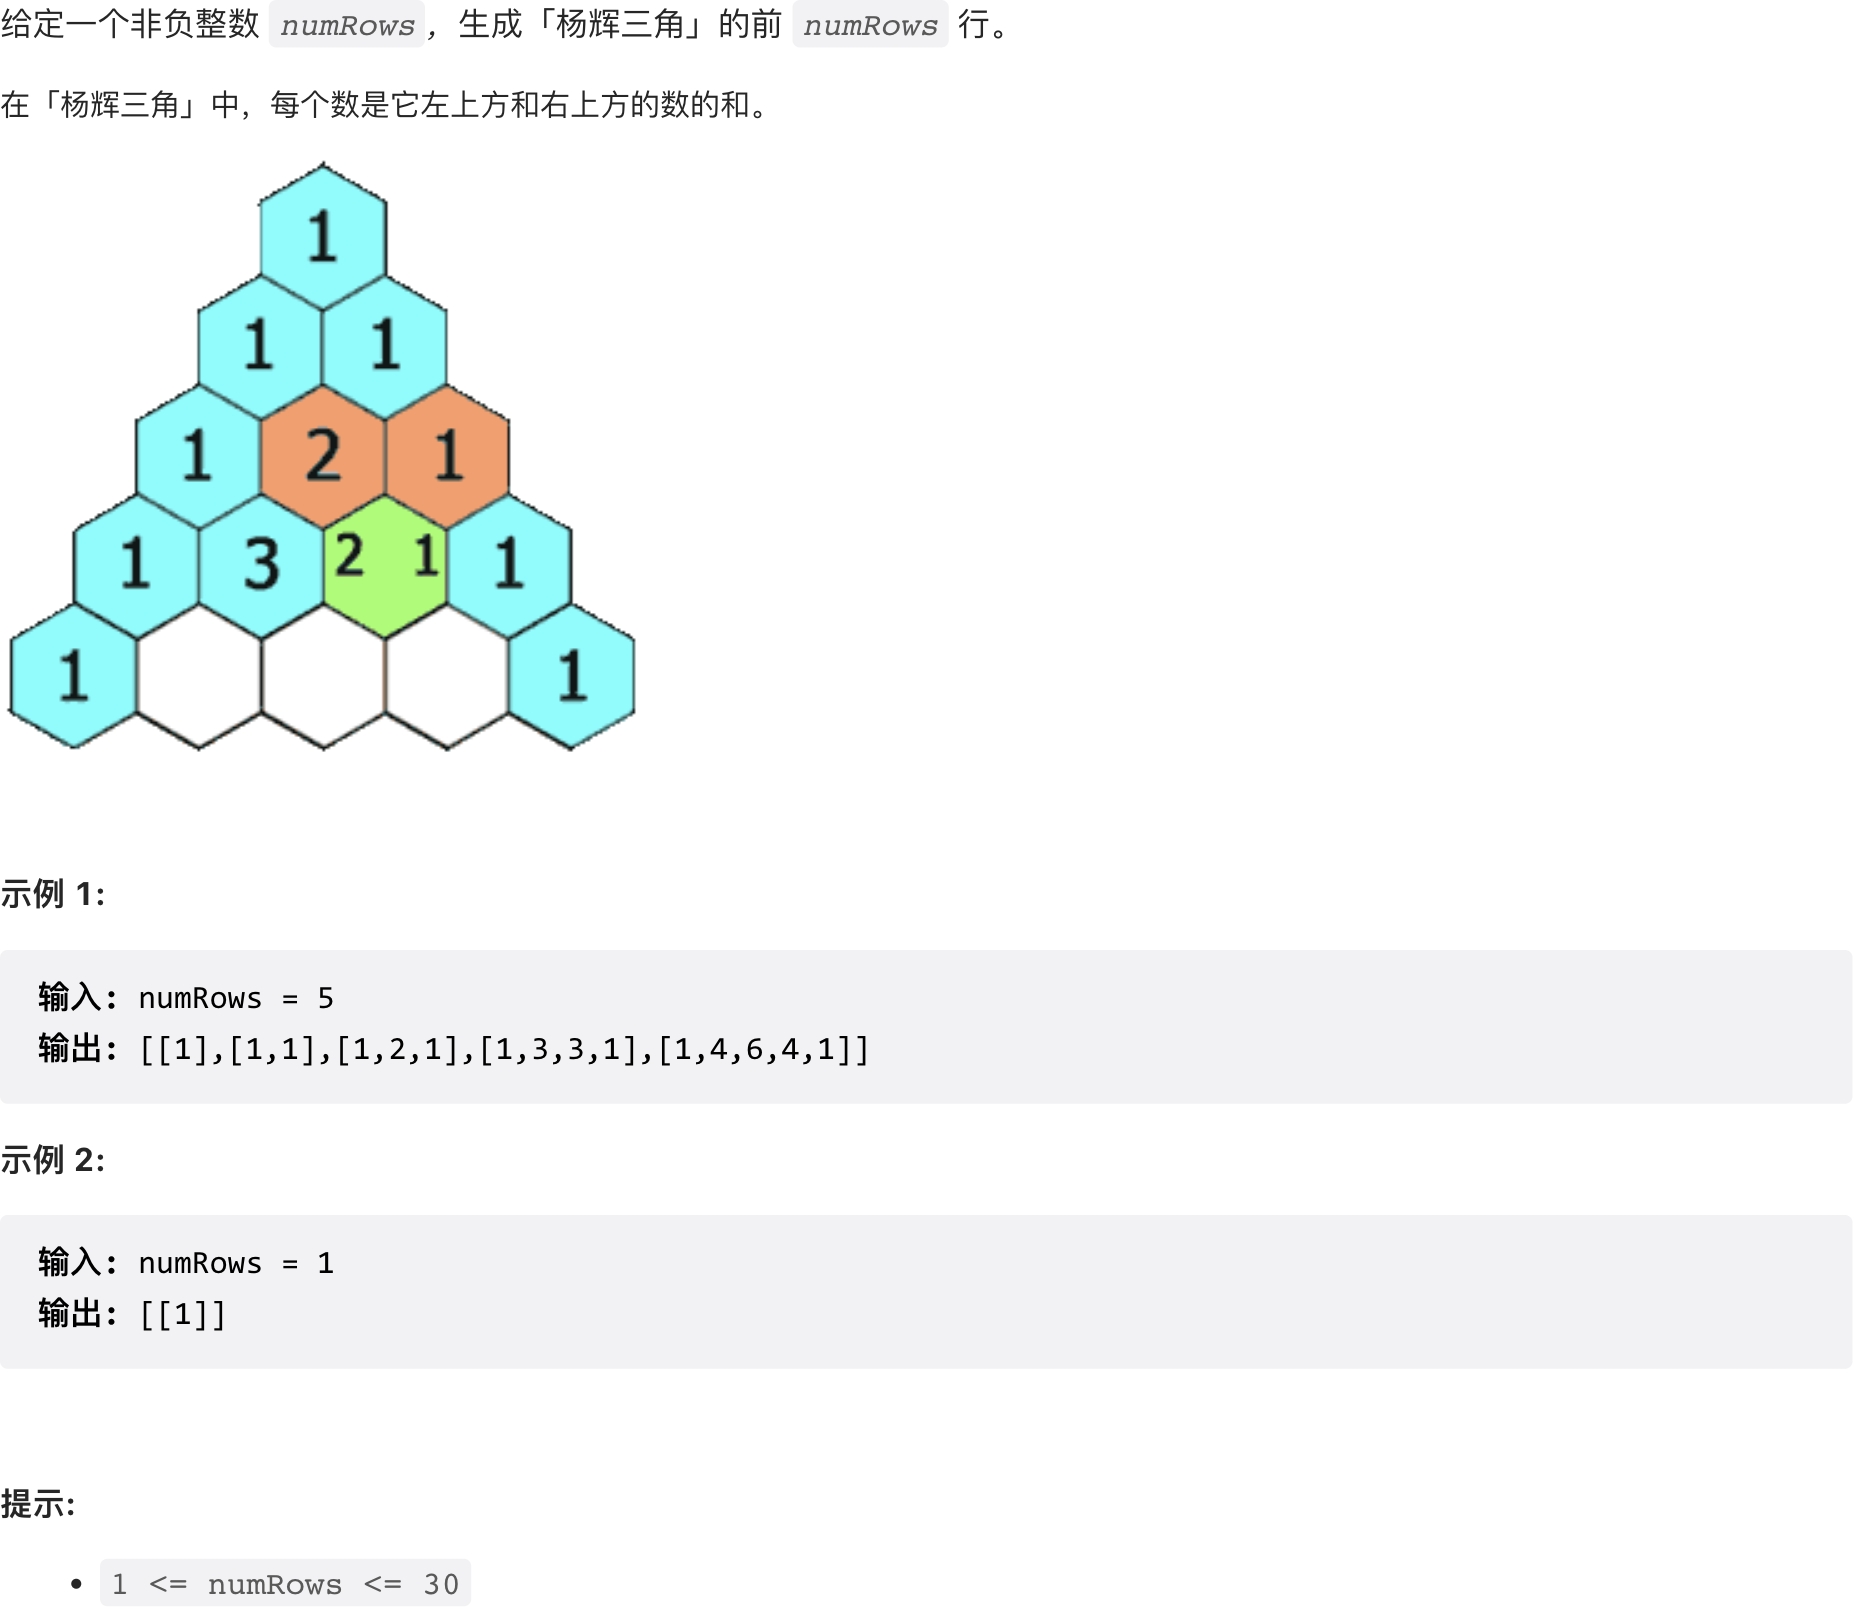 给定一个非负整数 numRows，生成「杨辉三角」的前 numRows 行。
在「杨辉三角」中，每个数是它左上方和右上方的数的和。
1
1 1
1 2 1
1 3 2 1 1
1 1
示例 1:
输入: numRows = 5
输出: [[1],[1,1],[1,2,1],[1,3,3,1],[1,4,6,4,1]]
示例 2:
输入: numRows = 1
输出: [[1]]
提示:
• 1 <= numRows <= 30